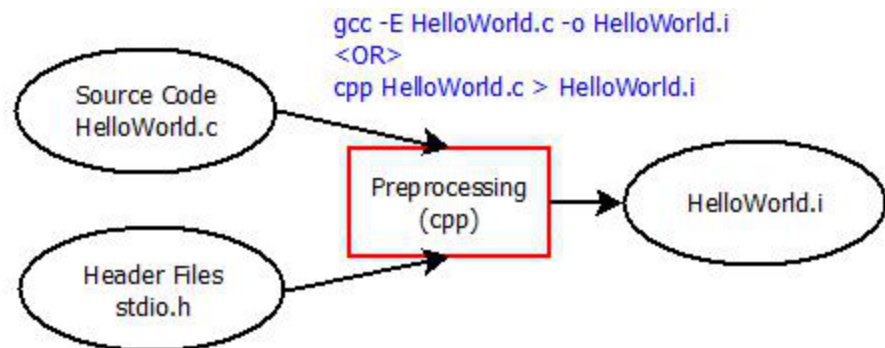 gcc -E HelloWorld.c -o HelloWorld.i
<OR>
cpp HelloWorld.c > HelloWorld.i
Source Code
HelloWorld.c
Preprocessing
(cpp)
HelloWorld.i
Header Files
stdio.h